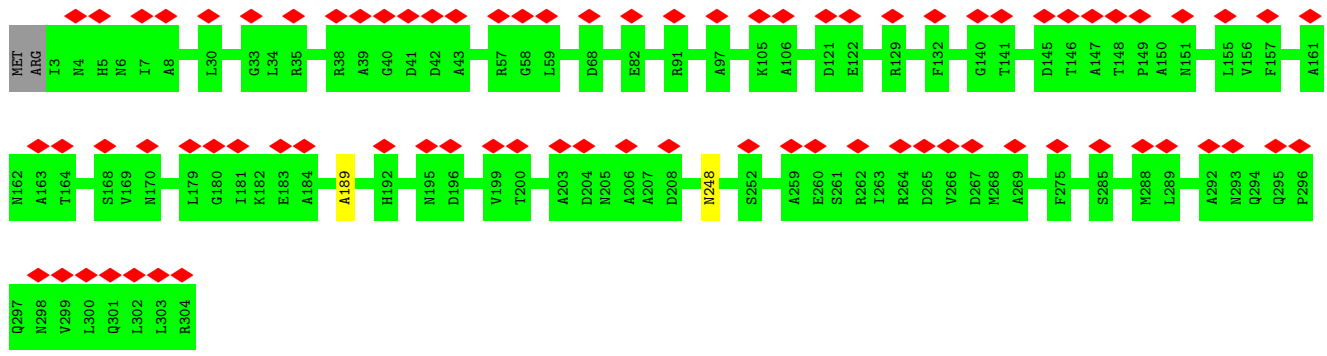 MET ARG I3 N4 H5 N6 I7 A8 L30 G33 L34 R35 R38 A39 G40 D41 D42 A43 R57 G58 L59 D68 E82 R91 A97 K105 A106 D121 E122 R129 F132 G140 T141 D145 T146 A147 T148 P149 A150 N151 L155 V156 F157 A161
N162 A163 T164 S168 V169 N170 L179 G180 I181 K182 E183 A184 A189 H192 N195 D196 V199 T200 A203 D204 N205 A206 A207 D208 N248 S252 A259 E260 S261 R262 I263 R264 D265 V266 D267 M268 A269 F275 S285 M288 L289 A292 N293 Q294 Q295 P296
Q297 N298 V299 L300 Q301 L302 L303 R304